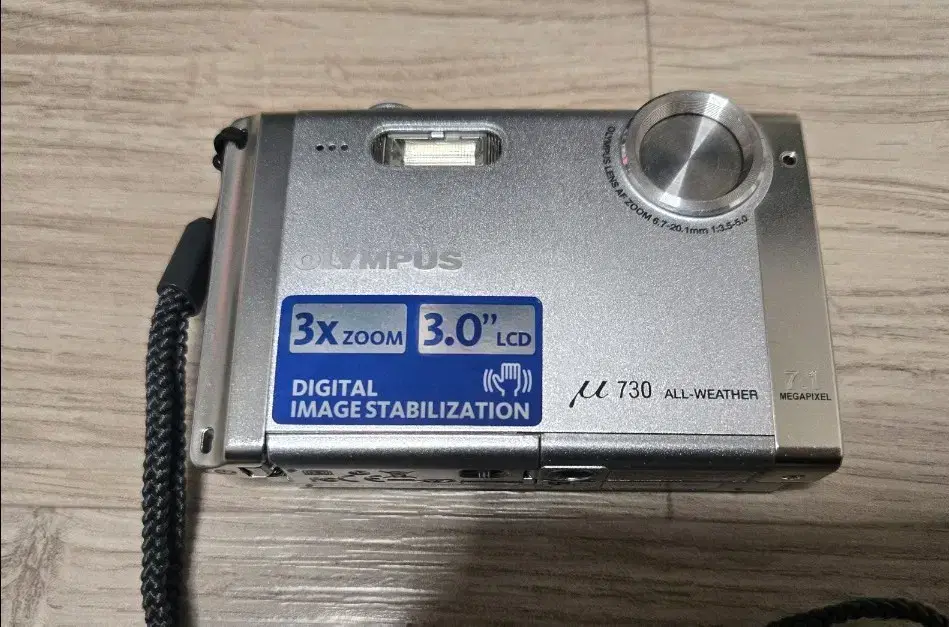 OLYMPUS LENS AF ZOOM 6.7-20.1mm 1:3.5-5.0
OLYMPUS
3x ZOOM
3.0” LCD
DIGITAL
IMAGE STABILIZATION
μ 730 ALL-WEATHER
7.1
MEGAPIXEL